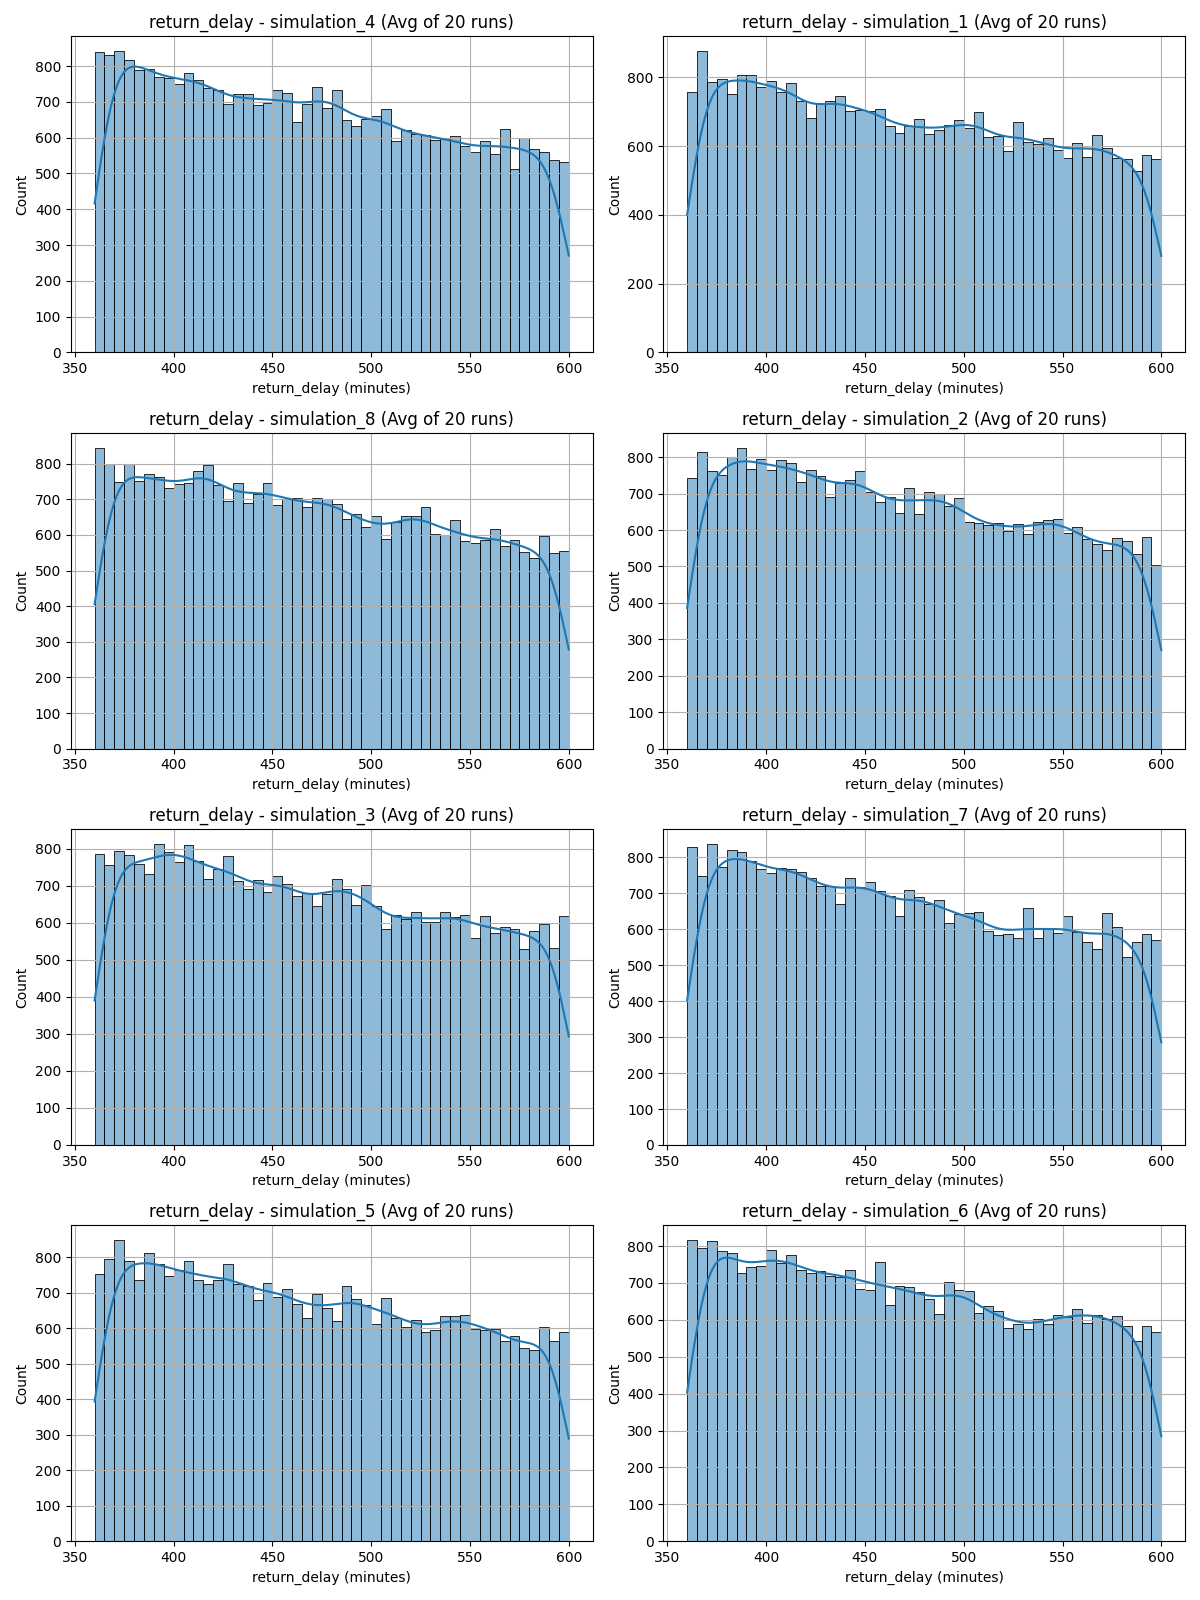 return_delay - simulation_4 (Avg of 20 runs)
Count
800
700
600
500
400
300
200
100
0
350 400 450 500 550 600
return_delay (minutes)
return_delay - simulation_1 (Avg of 20 runs)
Count
800
600
400
200
0
350 400 450 500 550 600
return_delay (minutes)
return_delay - simulation_8 (Avg of 20 runs)
Count
800
700
600
500
400
300
200
100
0
350 400 450 500 550 600
return_delay (minutes)
return_delay - simulation_2 (Avg of 20 runs)
Count
800
700
600
500
400
300
200
100
0
350 400 450 500 550 600
return_delay (minutes)
return_delay - simulation_3 (Avg of 20 runs)
Count
800
700
600
500
400
300
200
100
0
350 400 450 500 550 600
return_delay (minutes)
return_delay - simulation_7 (Avg of 20 runs)
Count
800
700
600
500
400
300
200
100
0
350 400 450 500 550 600
return_delay (minutes)
return_delay - simulation_5 (Avg of 20 runs)
Count
800
700
600
500
400
300
200
100
0
350 400 450 500 550 600
return_delay (minutes)
return_delay - simulation_6 (Avg of 20 runs)
Count
800
700
600
500
400
300
200
100
0
350 400 450 500 550 600
return_delay (minutes)